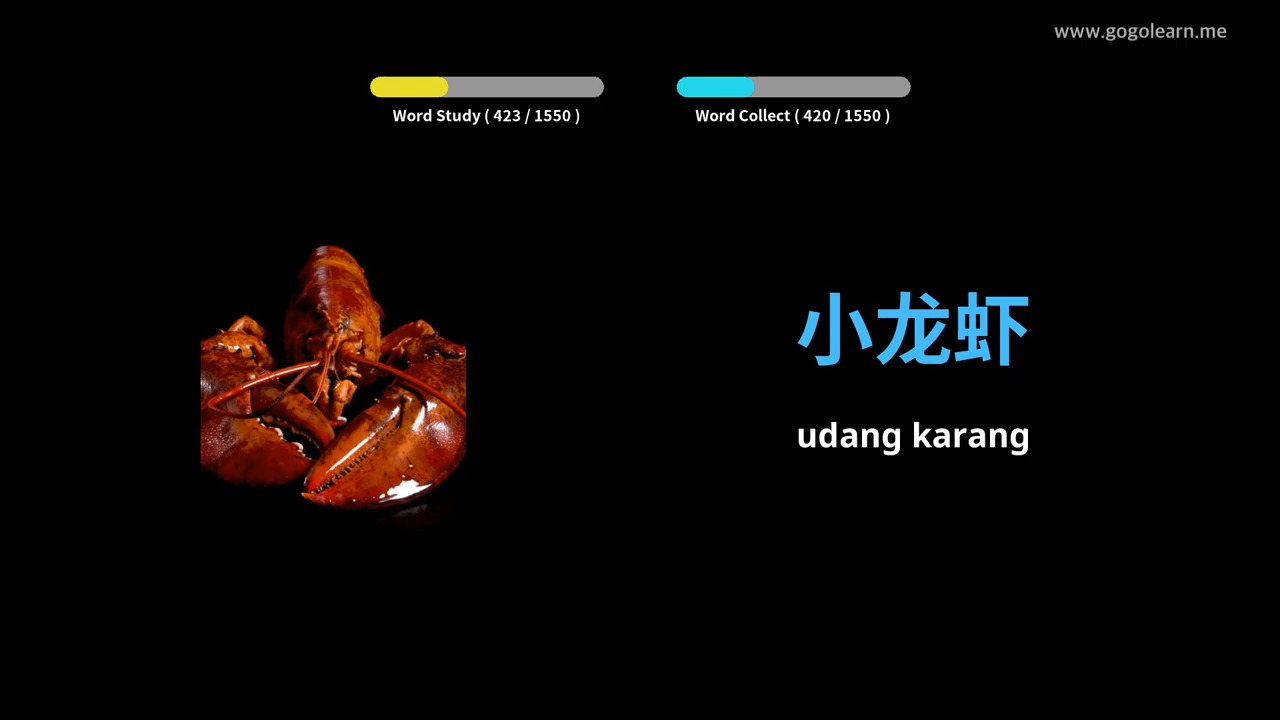 www.gogolearn.me
Word Study ( 423 / 1550 )
Word Collect ( 420 / 1550 )
小龙虾
udang karang